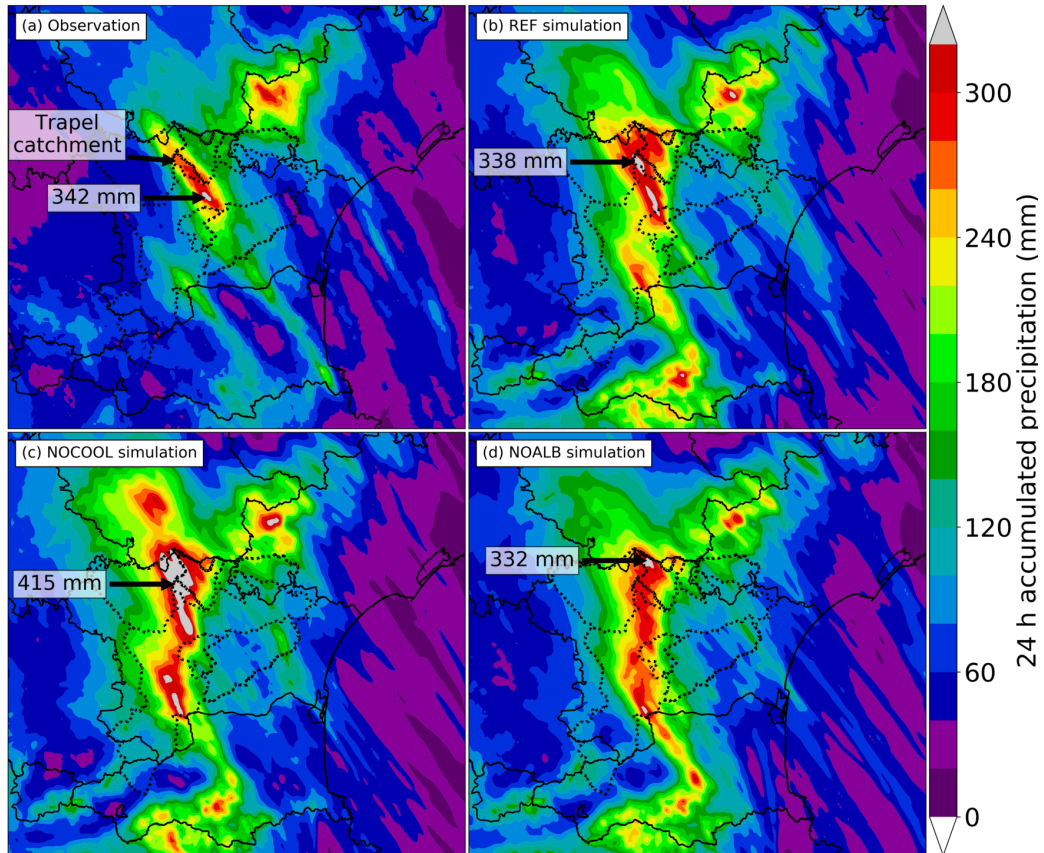 (a) Observation
Trapel
catchment
342 mm
(b) REF simulation
338 mm
(c) NOCOOL simulation
415 mm
(d) NOALB simulation
332 mm
300
240
180
120
60
0
24 h accumulated precipitation (mm)